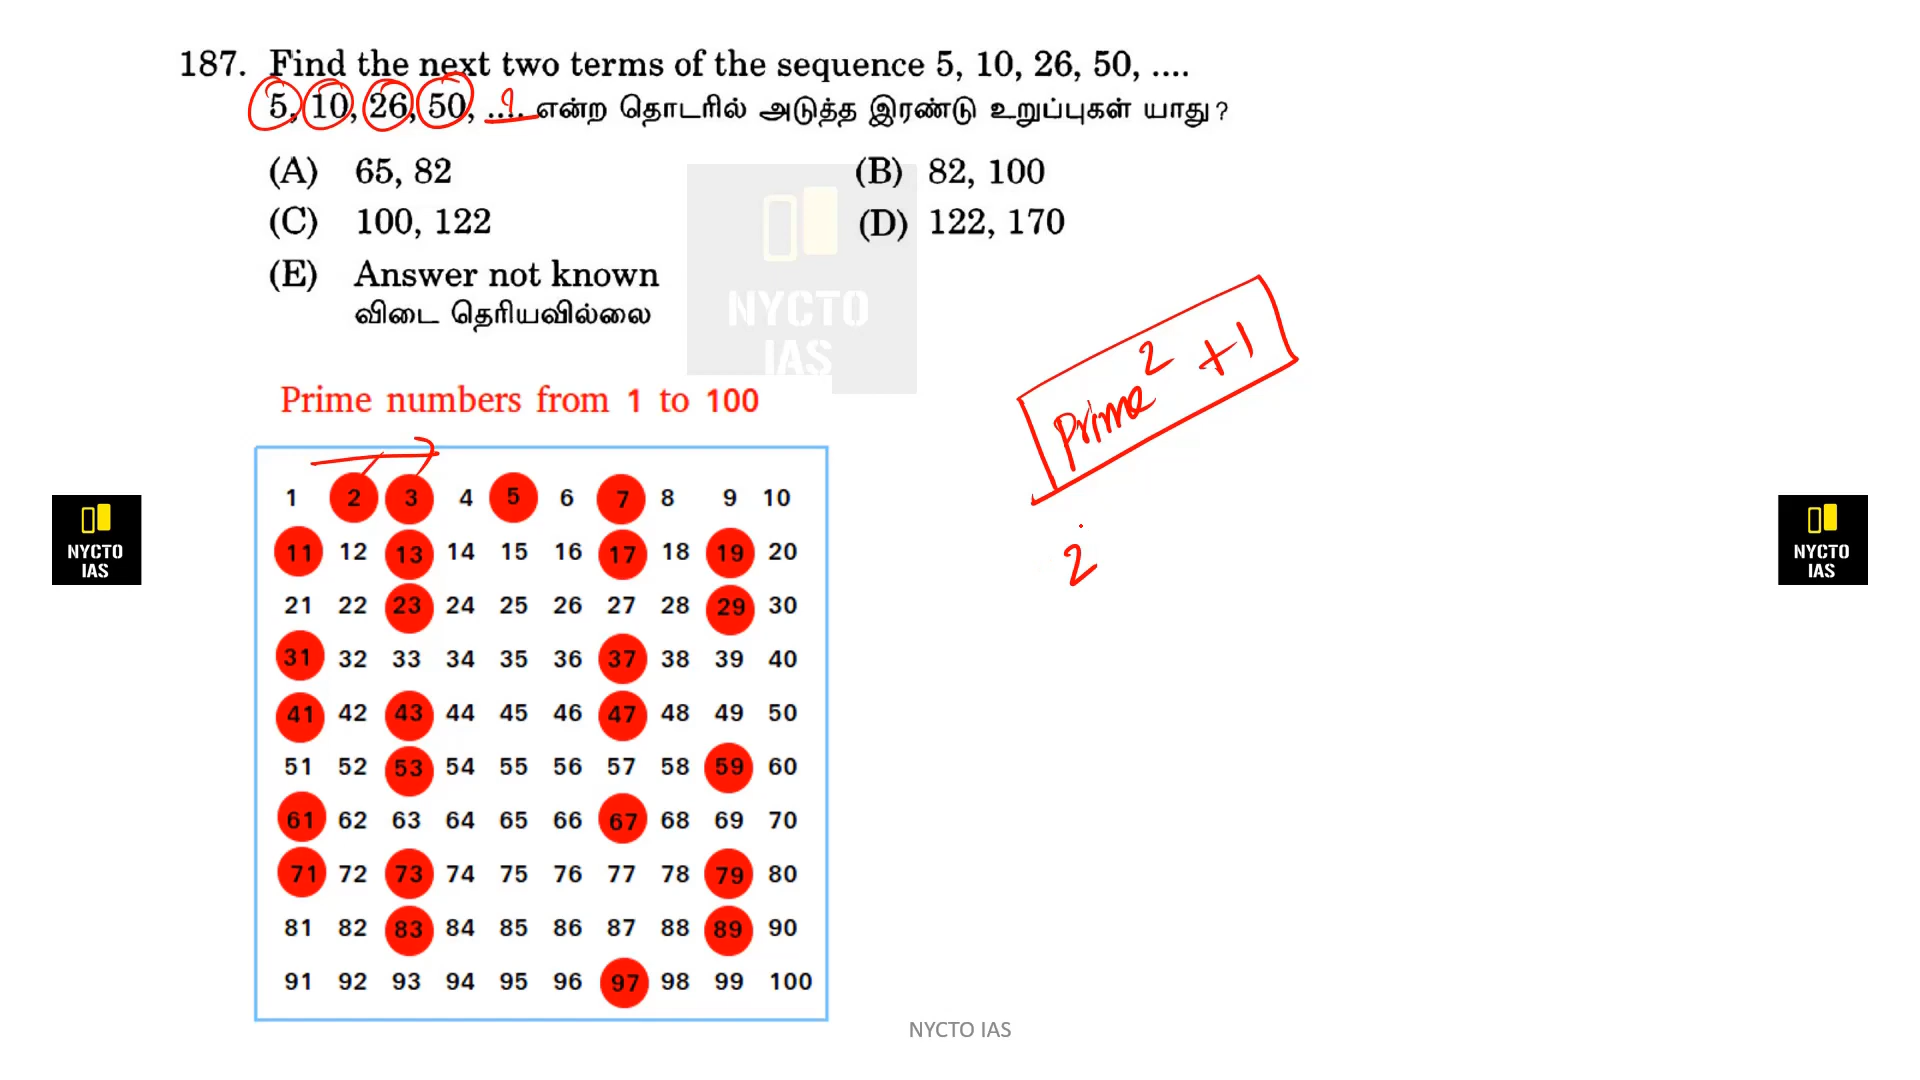 187. Find the next two terms of the sequence 5, 10, 26, 50, ....
5, 10, 26, 50, ...?. என்ற தொடரில் அடுத்த இரண்டு உறுப்புகள் யாது?
(A) 65, 82 (B) 82, 100
(C) 100, 122 (D) 122, 170
(E) Answer not known
விடை தெரியவில்லை
NYCTO
IAS
Prime² +1
Prime numbers from 1 to 100
1 2 3 4 5 6 7 8 9 10
11 12 13 14 15 16 17 18 19 20
21 22 23 24 25 26 27 28 29 30
31 32 33 34 35 36 37 38 39 40
41 42 43 44 45 46 47 48 49 50
51 52 53 54 55 56 57 58 59 60
61 62 63 64 65 66 67 68 69 70
71 72 73 74 75 76 77 78 79 80
81 82 83 84 85 86 87 88 89 90
91 92 93 94 95 96 97 98 99 100
2
NYCTO
IAS
NYCTO
IAS
NYCTO IAS